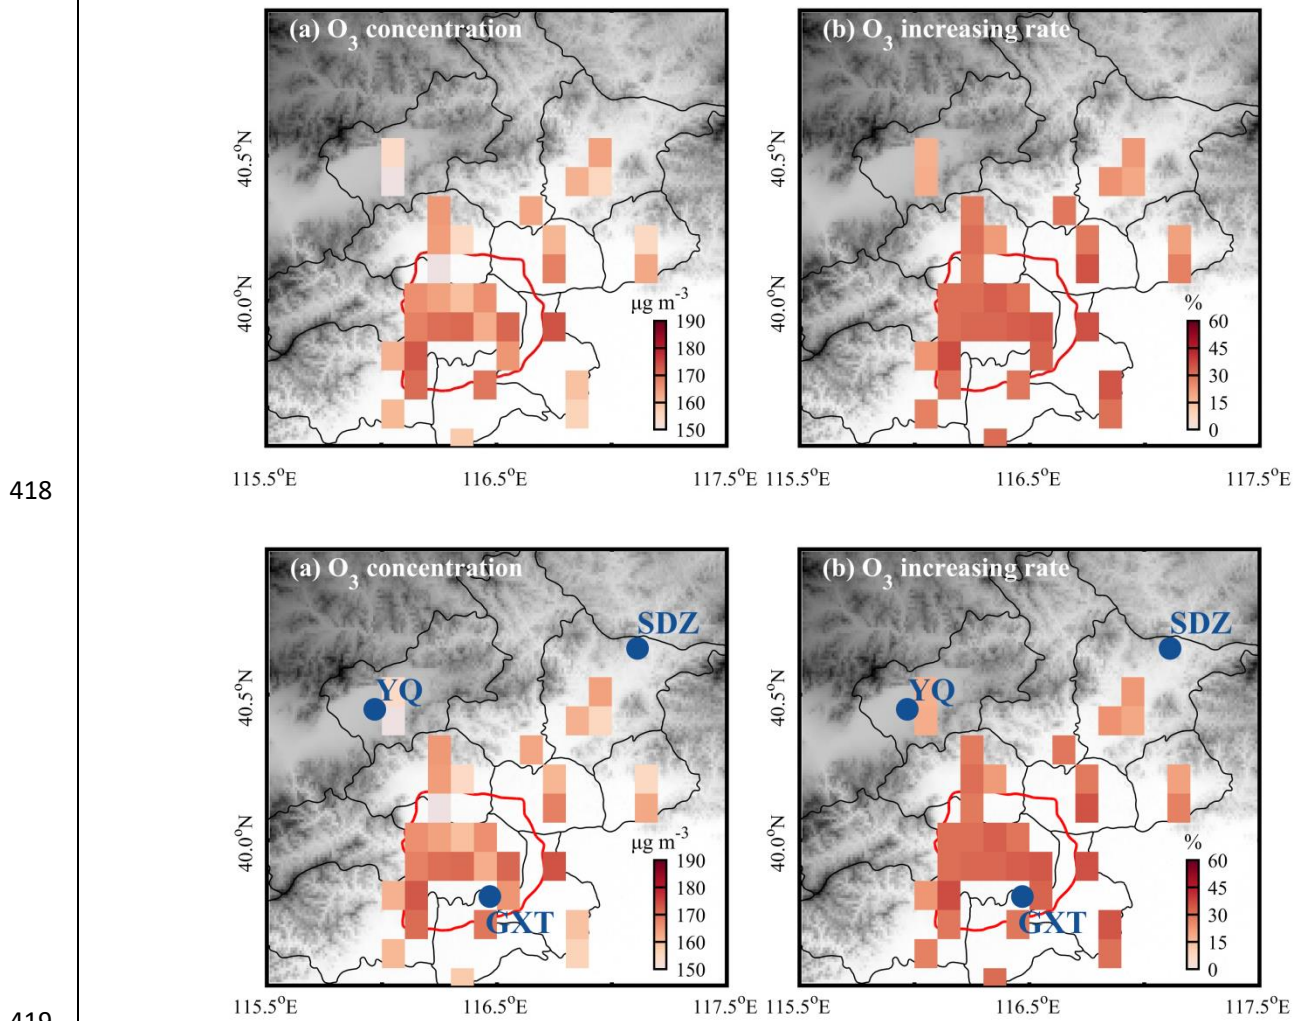 (a) O3 concentration
(b) O3 increasing rate
40.5°N
40.5°N
40.0°N
40.0°N
μg m-3
190
180
170
160
150
%
60
45
30
15
0
115.5°E
116.5°E
117.5°E
115.5°E
116.5°E
117.5°E
418
(a) O3 concentration
(b) O3 increasing rate
SDZ
SDZ
YQ
YQ
40.5°N
40.5°N
40.0°N
40.0°N
μg m-3
190
180
170
160
150
%
60
45
30
15
0
GXT
GXT
115.5°E
116.5°E
117.5°E
115.5°E
116.5°E
117.5°E
419